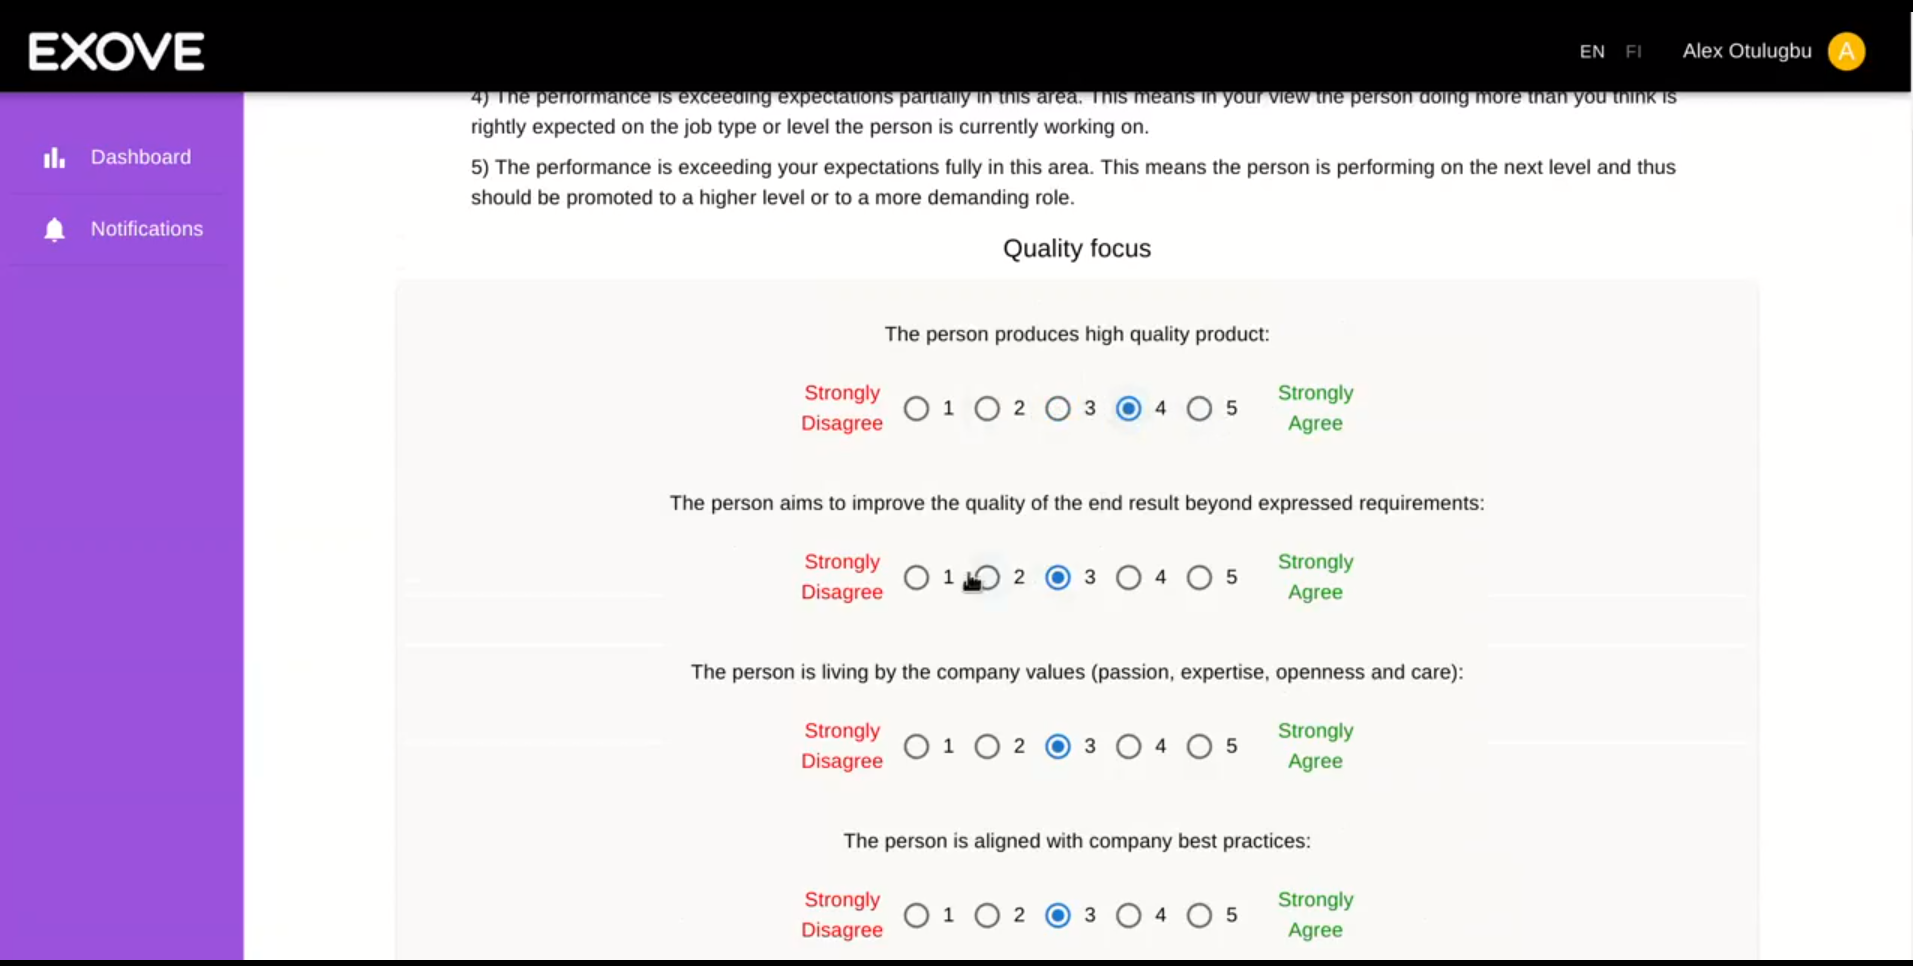 EXOVE
EN FI Alex Otulugbu A
Dashboard
Notifications
4) The performance is exceeding expectations partially in this area. This means in your view the person doing more than you think is
rightly expected on the job type or level the person is currently working on.
5) The performance is exceeding your expectations fully in this area. This means the person is performing on the next level and thus
should be promoted to a higher level or to a more demanding role.
Quality focus
The person produces high quality product:
Strongly
Disagree
1 2 3 4 5
Strongly
Agree
The person aims to improve the quality of the end result beyond expressed requirements:
Strongly
Disagree
1 2 3 4 5
Strongly
Agree
The person is living by the company values (passion, expertise, openness and care):
Strongly
Disagree
1 2 3 4 5
Strongly
Agree
The person is aligned with company best practices:
Strongly
Disagree
1 2 3 4 5
Strongly
Agree